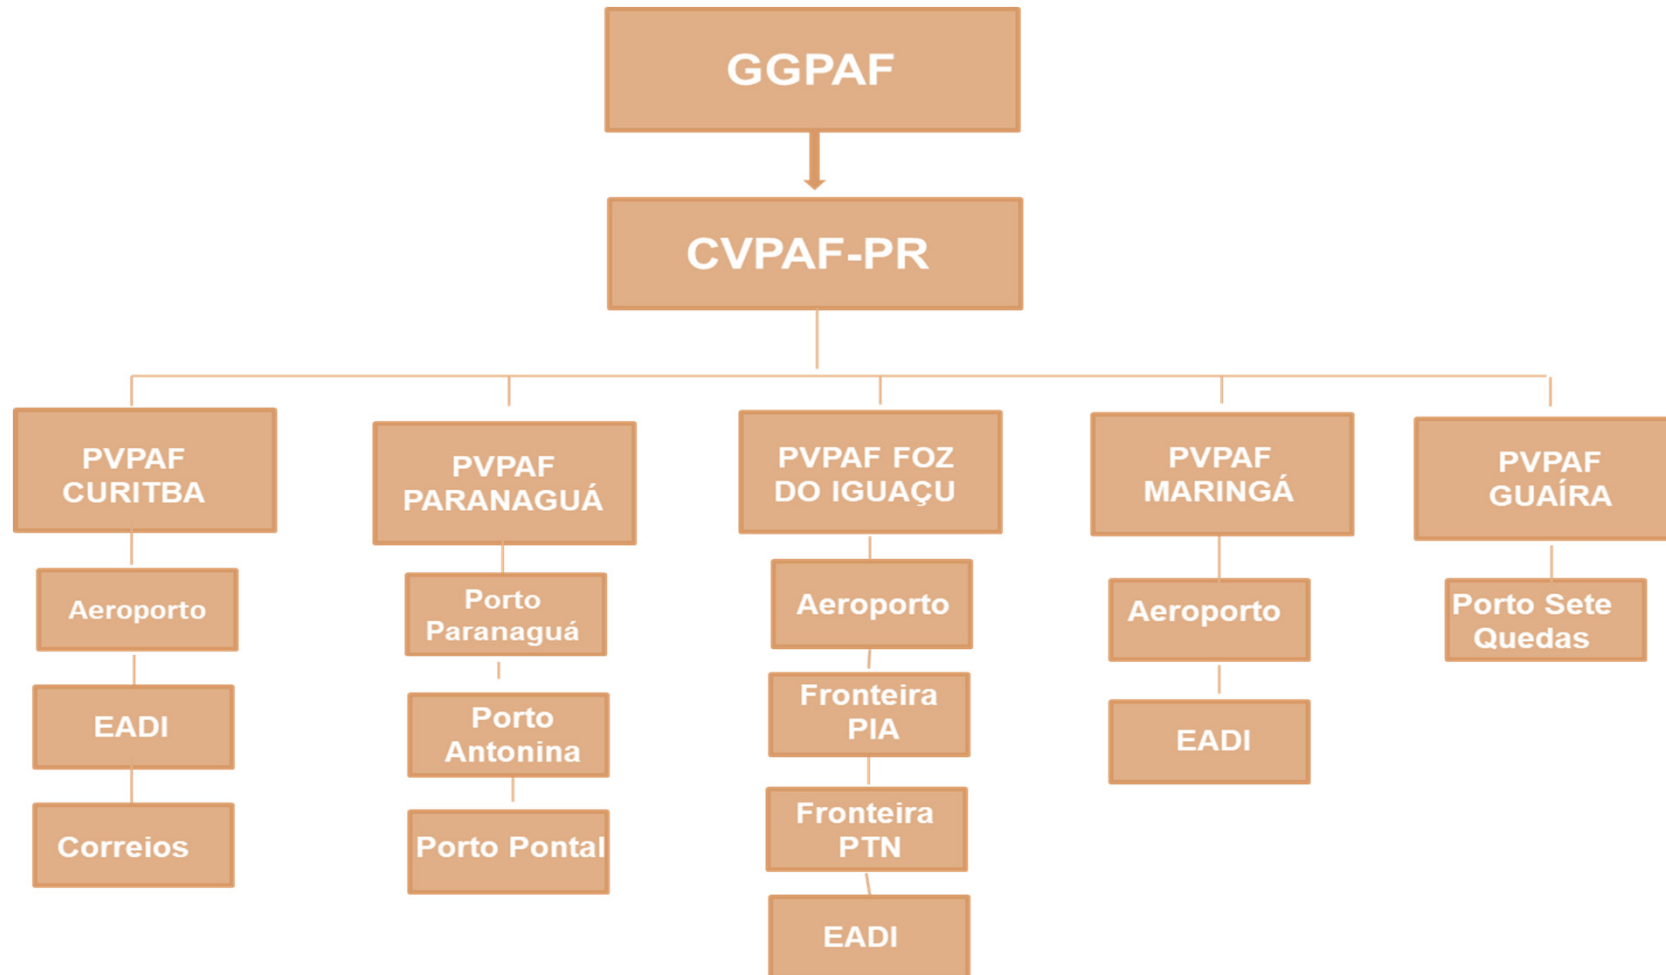 GGPAF
CVPAF-PR
PVPAF
CURITBA
Aeroporto
EADI
Correios
PVPAF
PARANAGUÁ
Porto
Paranaguá
Porto
Antonina
Porto Pontal
PVPAF FOZ
DO IGUAÇU
Aeroporto
Fronteira
PIA
Fronteira
PTN
EADI
PVPAF
MARINGÁ
Aeroporto
EADI
PVPAF
GUAÍRA
Porto Sete
Quedas